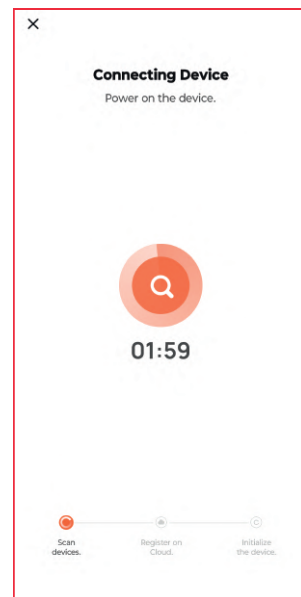 Connecting Device
Power on the device.
01:59
Scan
devices.
Register on
Cloud.
Initialize
the device.